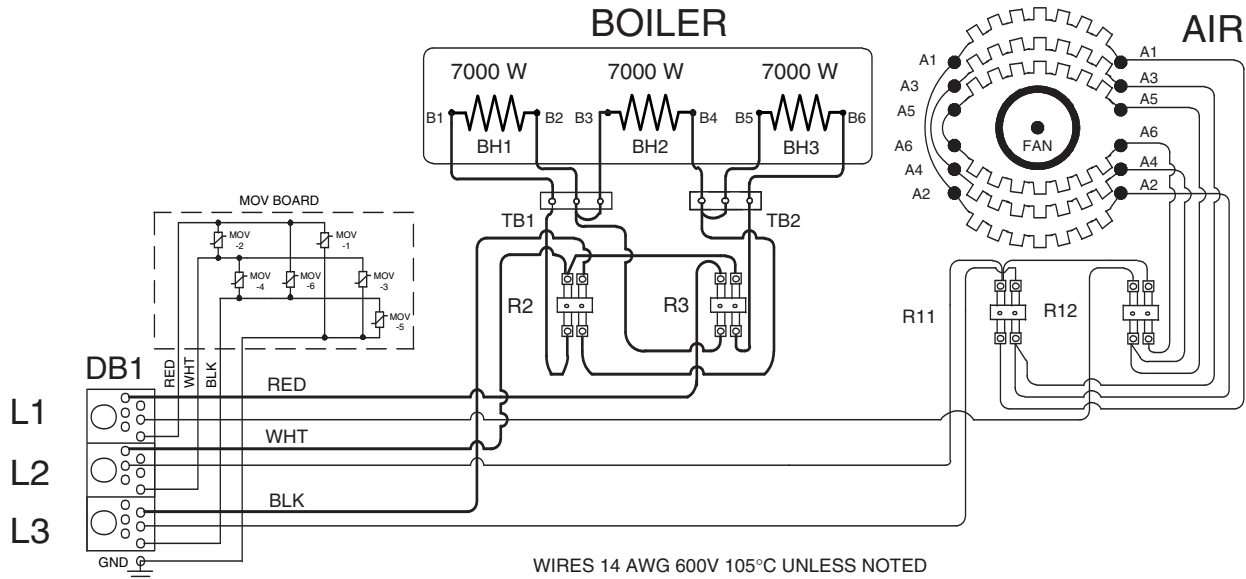 BOILER
AIR
7000 W
7000 W
7000 W
B1
B2
B3
B4
B5
B6
BH1
BH2
BH3
A1
A3
A5
A6
A4
A2
FAN
A1
A3
A5
A6
A4
A2
TB1
TB2
MOV BOARD
MOV
-2
MOV
-1
MOV
-4
MOV
-6
MOV
-3
MOV
-5
R2
R3
R11
R12
DB1
RED
WHT
BLK
RED
L1
WHT
L2
BLK
L3
GND
WIRES 14 AWG 600V 105°C UNLESS NOTED